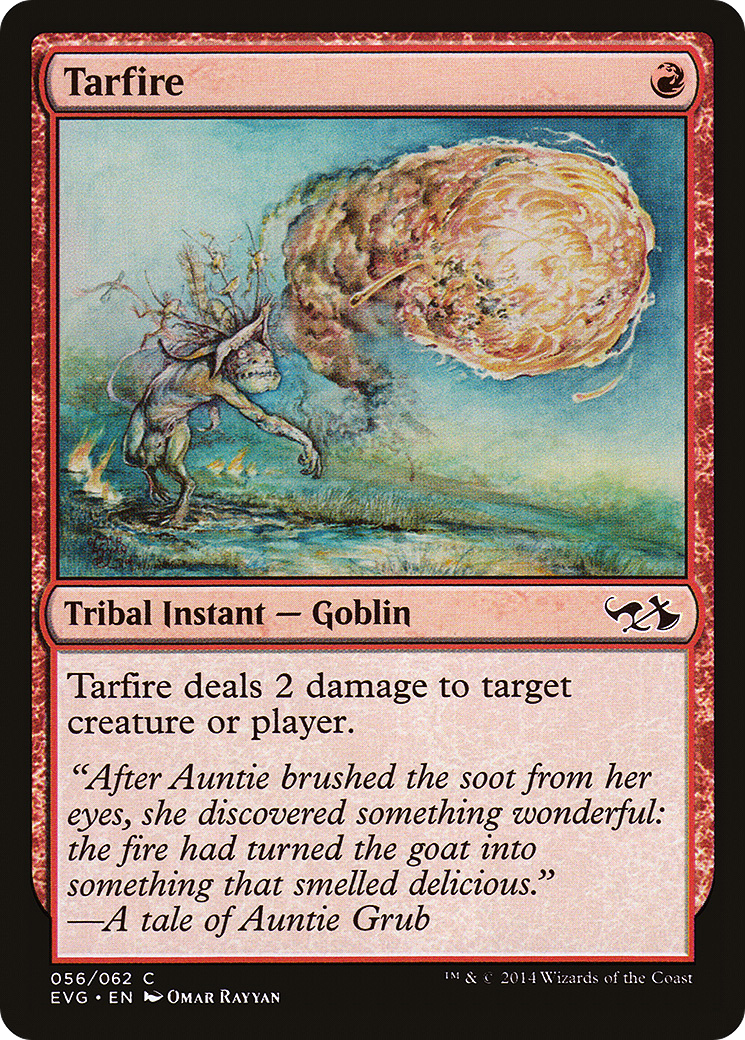 Tarfire
Tribal Instant — Goblin
Tarfire deals 2 damage to target
creature or player.
“After Auntie brushed the soot from her
eyes, she discovered something wonderful:
the fire had turned the goat into
something that smelled delicious.”
—A tale of Auntie Grub
056/062 C
EVG • EN Omar Rayyan
™ & © 2014 Wizards of the Coast